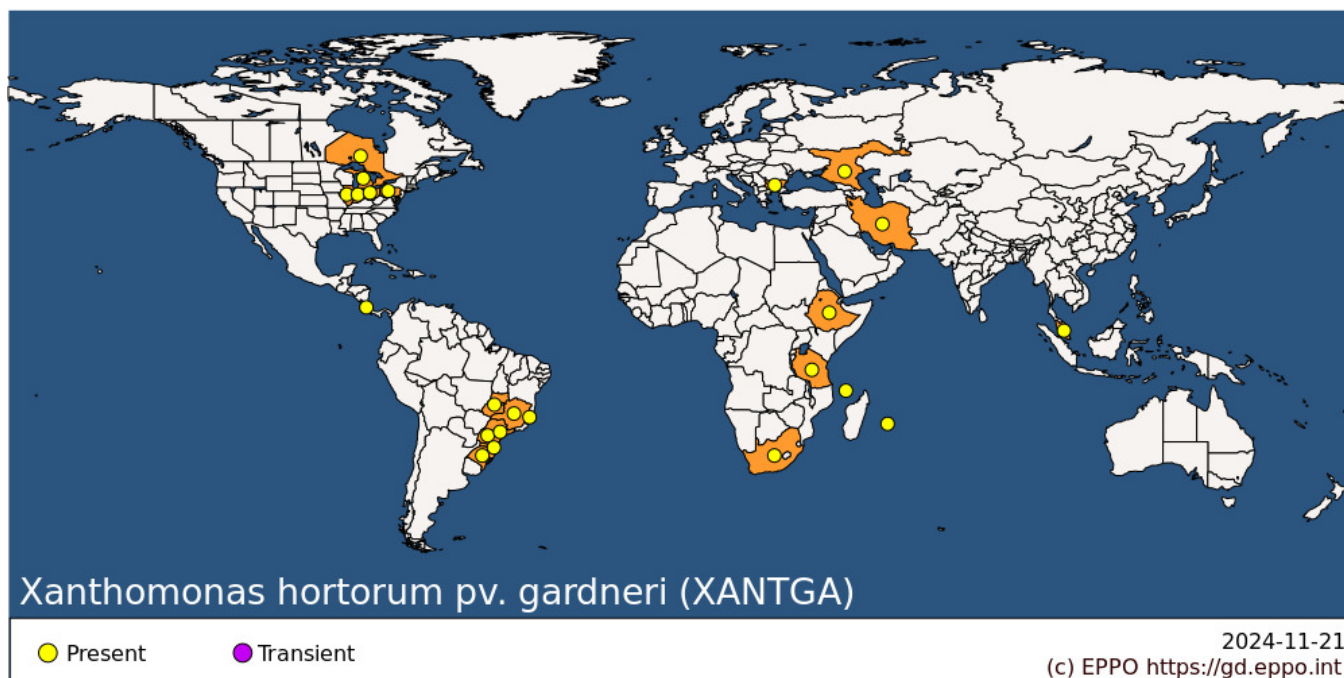 Xanthomonas hortorum pv. gardneri (XANTGA)
Present
Transient
2024-11-21
(c) EPPO https://gd.eppo.int